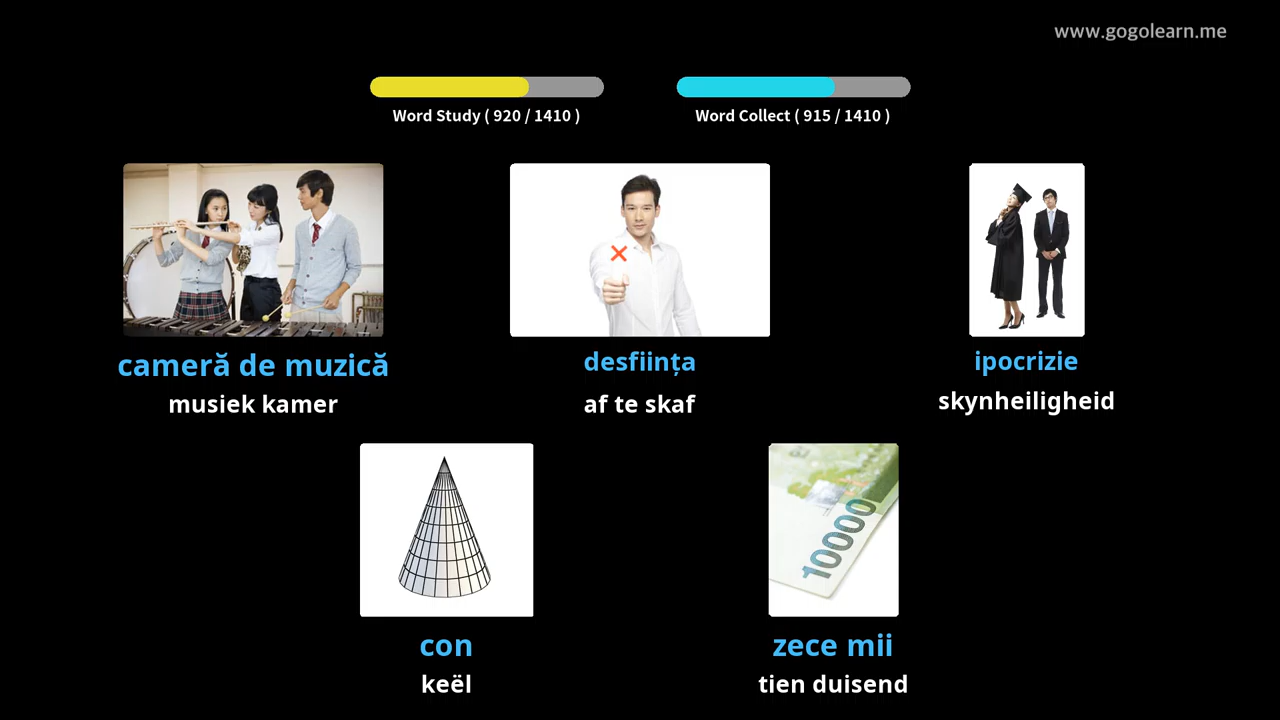 www.gogolearn.me
Word Study ( 920 / 1410 )
Word Collect ( 915 / 1410 )
cameră de muzică
musiek kamer
desființa
af te skaf
ipocrizie
skynheiligheid
10000
con
keël
zece mii
tien duisend